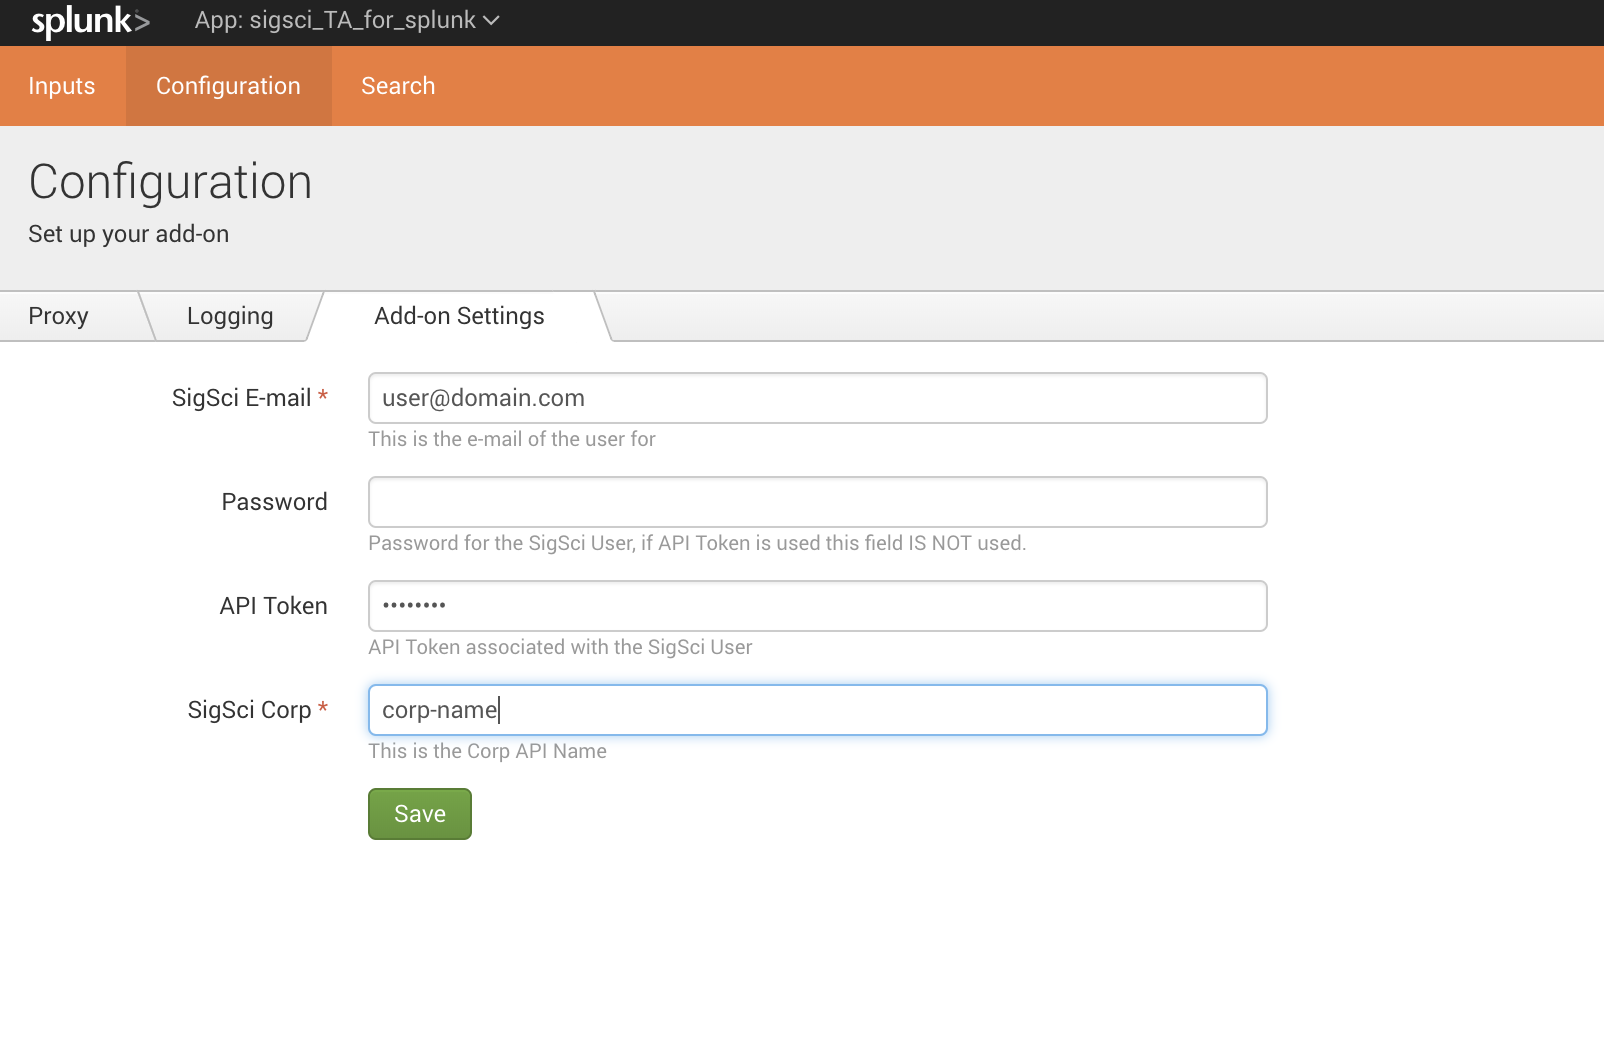 splunk> App: sigsci_TA_for_splunk
Inputs Configuration Search
Configuration
Set up your add-on
Proxy Logging Add-on Settings
SigSci E-mail * user@domain.com
This is the e-mail of the user for
Password
Password for the SigSci User, if API Token is used this field IS NOT used.
API Token ••••••••
API Token associated with the SigSci User
SigSci Corp * corp-name
This is the Corp API Name
Save